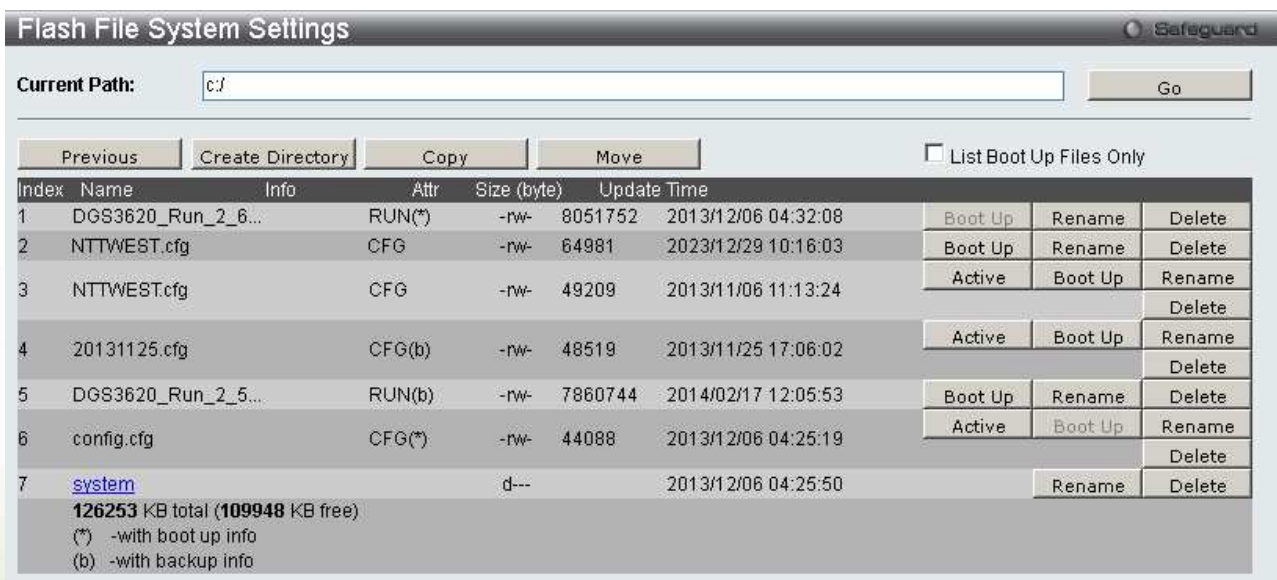 Flash File System Settings Safeguard
Current Path: c:/ Go
Previous Create Directory Copy Move List Boot Up Files Only
Index Name Info Attr Size (byte) Update Time
1 DGS3620_Run_2_6... RUN(*) -rw- 8051752 2013/12/06 04:32:08 Boot Up Rename Delete
2 NTTWEST.cfg CFG -rw- 64981 2023/12/29 10:16:03 Boot Up Rename Delete
3 NTTWEST.cfg CFG -rw- 49209 2013/11/06 11:13:24 Active Boot Up Rename
Delete
4 20131125.cfg CFG(b) -rw- 48519 2013/11/25 17:06:02 Active Boot Up Rename
Delete
5 DGS3620_Run_2_5... RUN(b) -rw- 7860744 2014/02/17 12:05:53 Boot Up Rename Delete
6 config.cfg CFG(*) -rw- 44088 2013/12/06 04:25:19 Active Boot Up Rename
Delete
7 system d--- 2013/12/06 04:25:50 Rename Delete
126253 KB total (109948 KB free)
(*) -with boot up info
(b) -with backup info